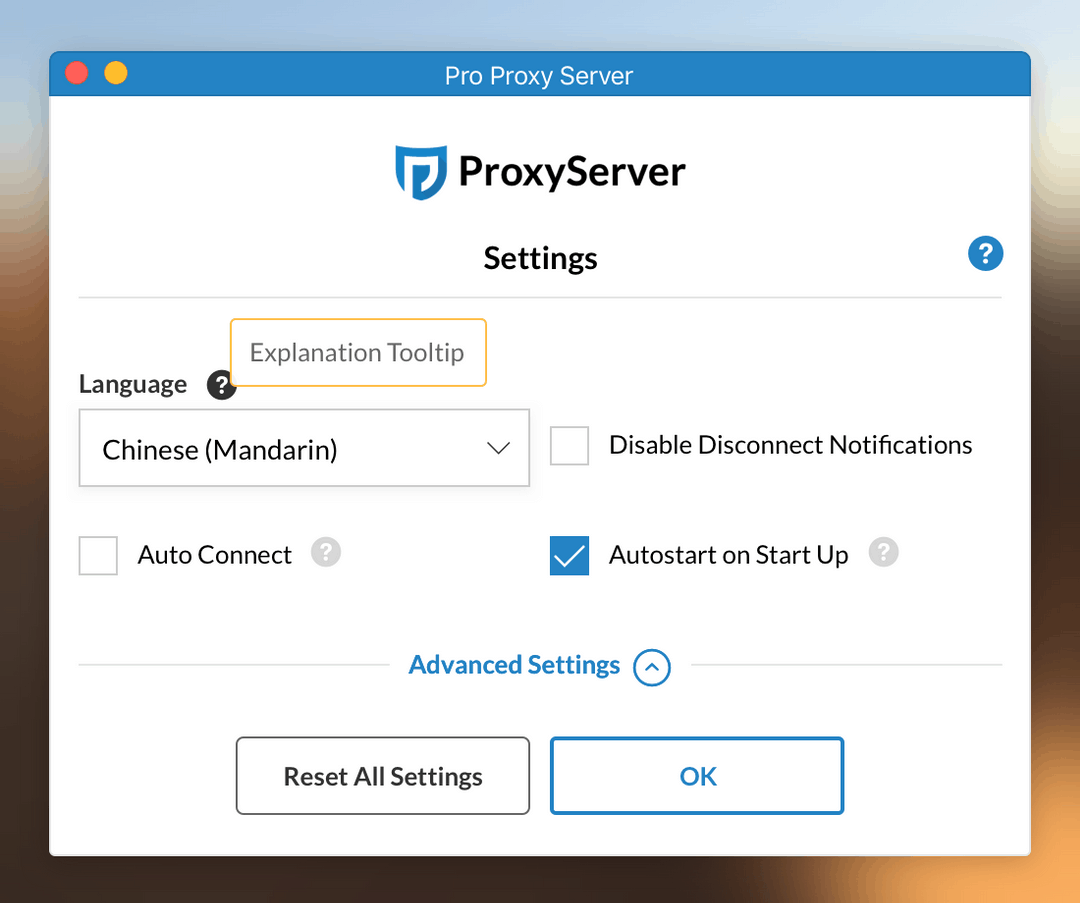 Pro Proxy Server
ProxyServer
Settings
?
Explanation Tooltip
Language ?
Chinese (Mandarin)
Disable Disconnect Notifications
Auto Connect ?
Autostart on Start Up ?
Advanced Settings
Reset All Settings
OK